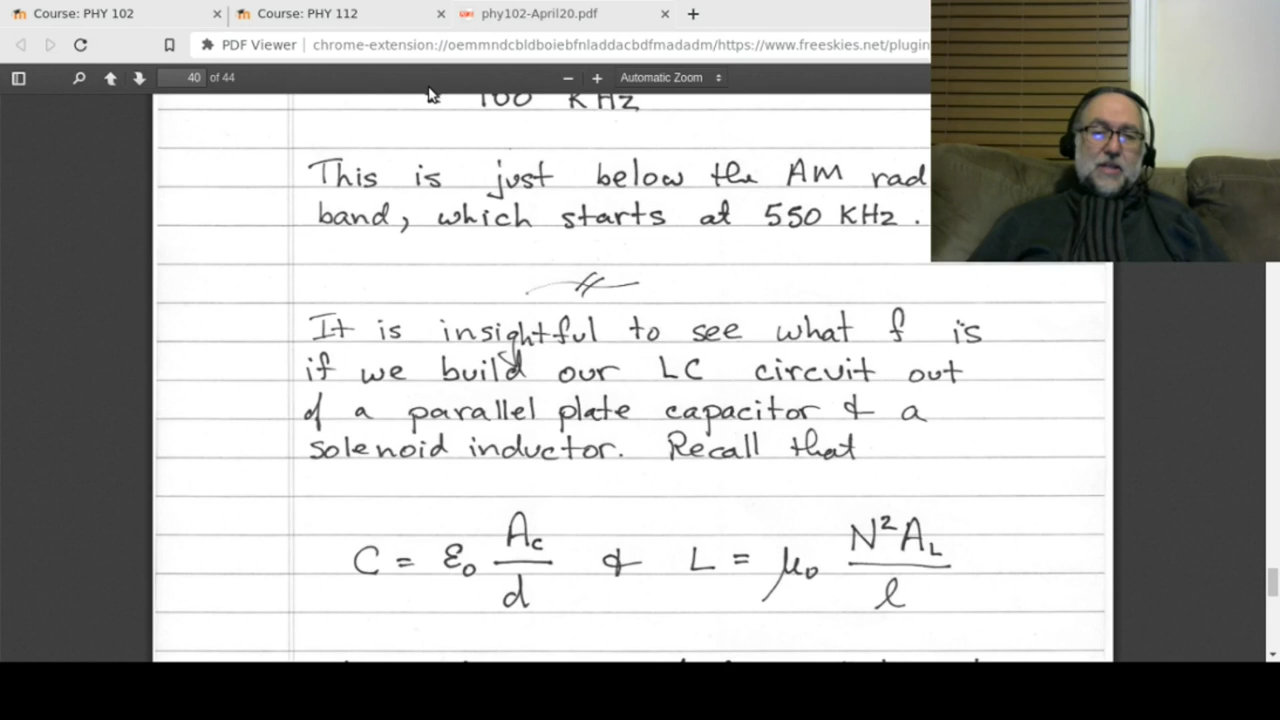 Course: PHY 102
Course: PHY 112
phy102-April20.pdf
PDF Viewer
chrome-extension://oemmndcbldboiebfnladdacbdfmadadm/https://www.freeskies.net/plugin
40 of 44
Automatic Zoom
100 KHz
This is just below the AM rad
band, which starts at 550 KHz.
It is insightful to see what f is
if we build our LC circuit out
of a parallel plate capacitor & a
solenoid inductor. Recall that
C = ε₀ A_C / d & L = μ₀ N² A_L / l